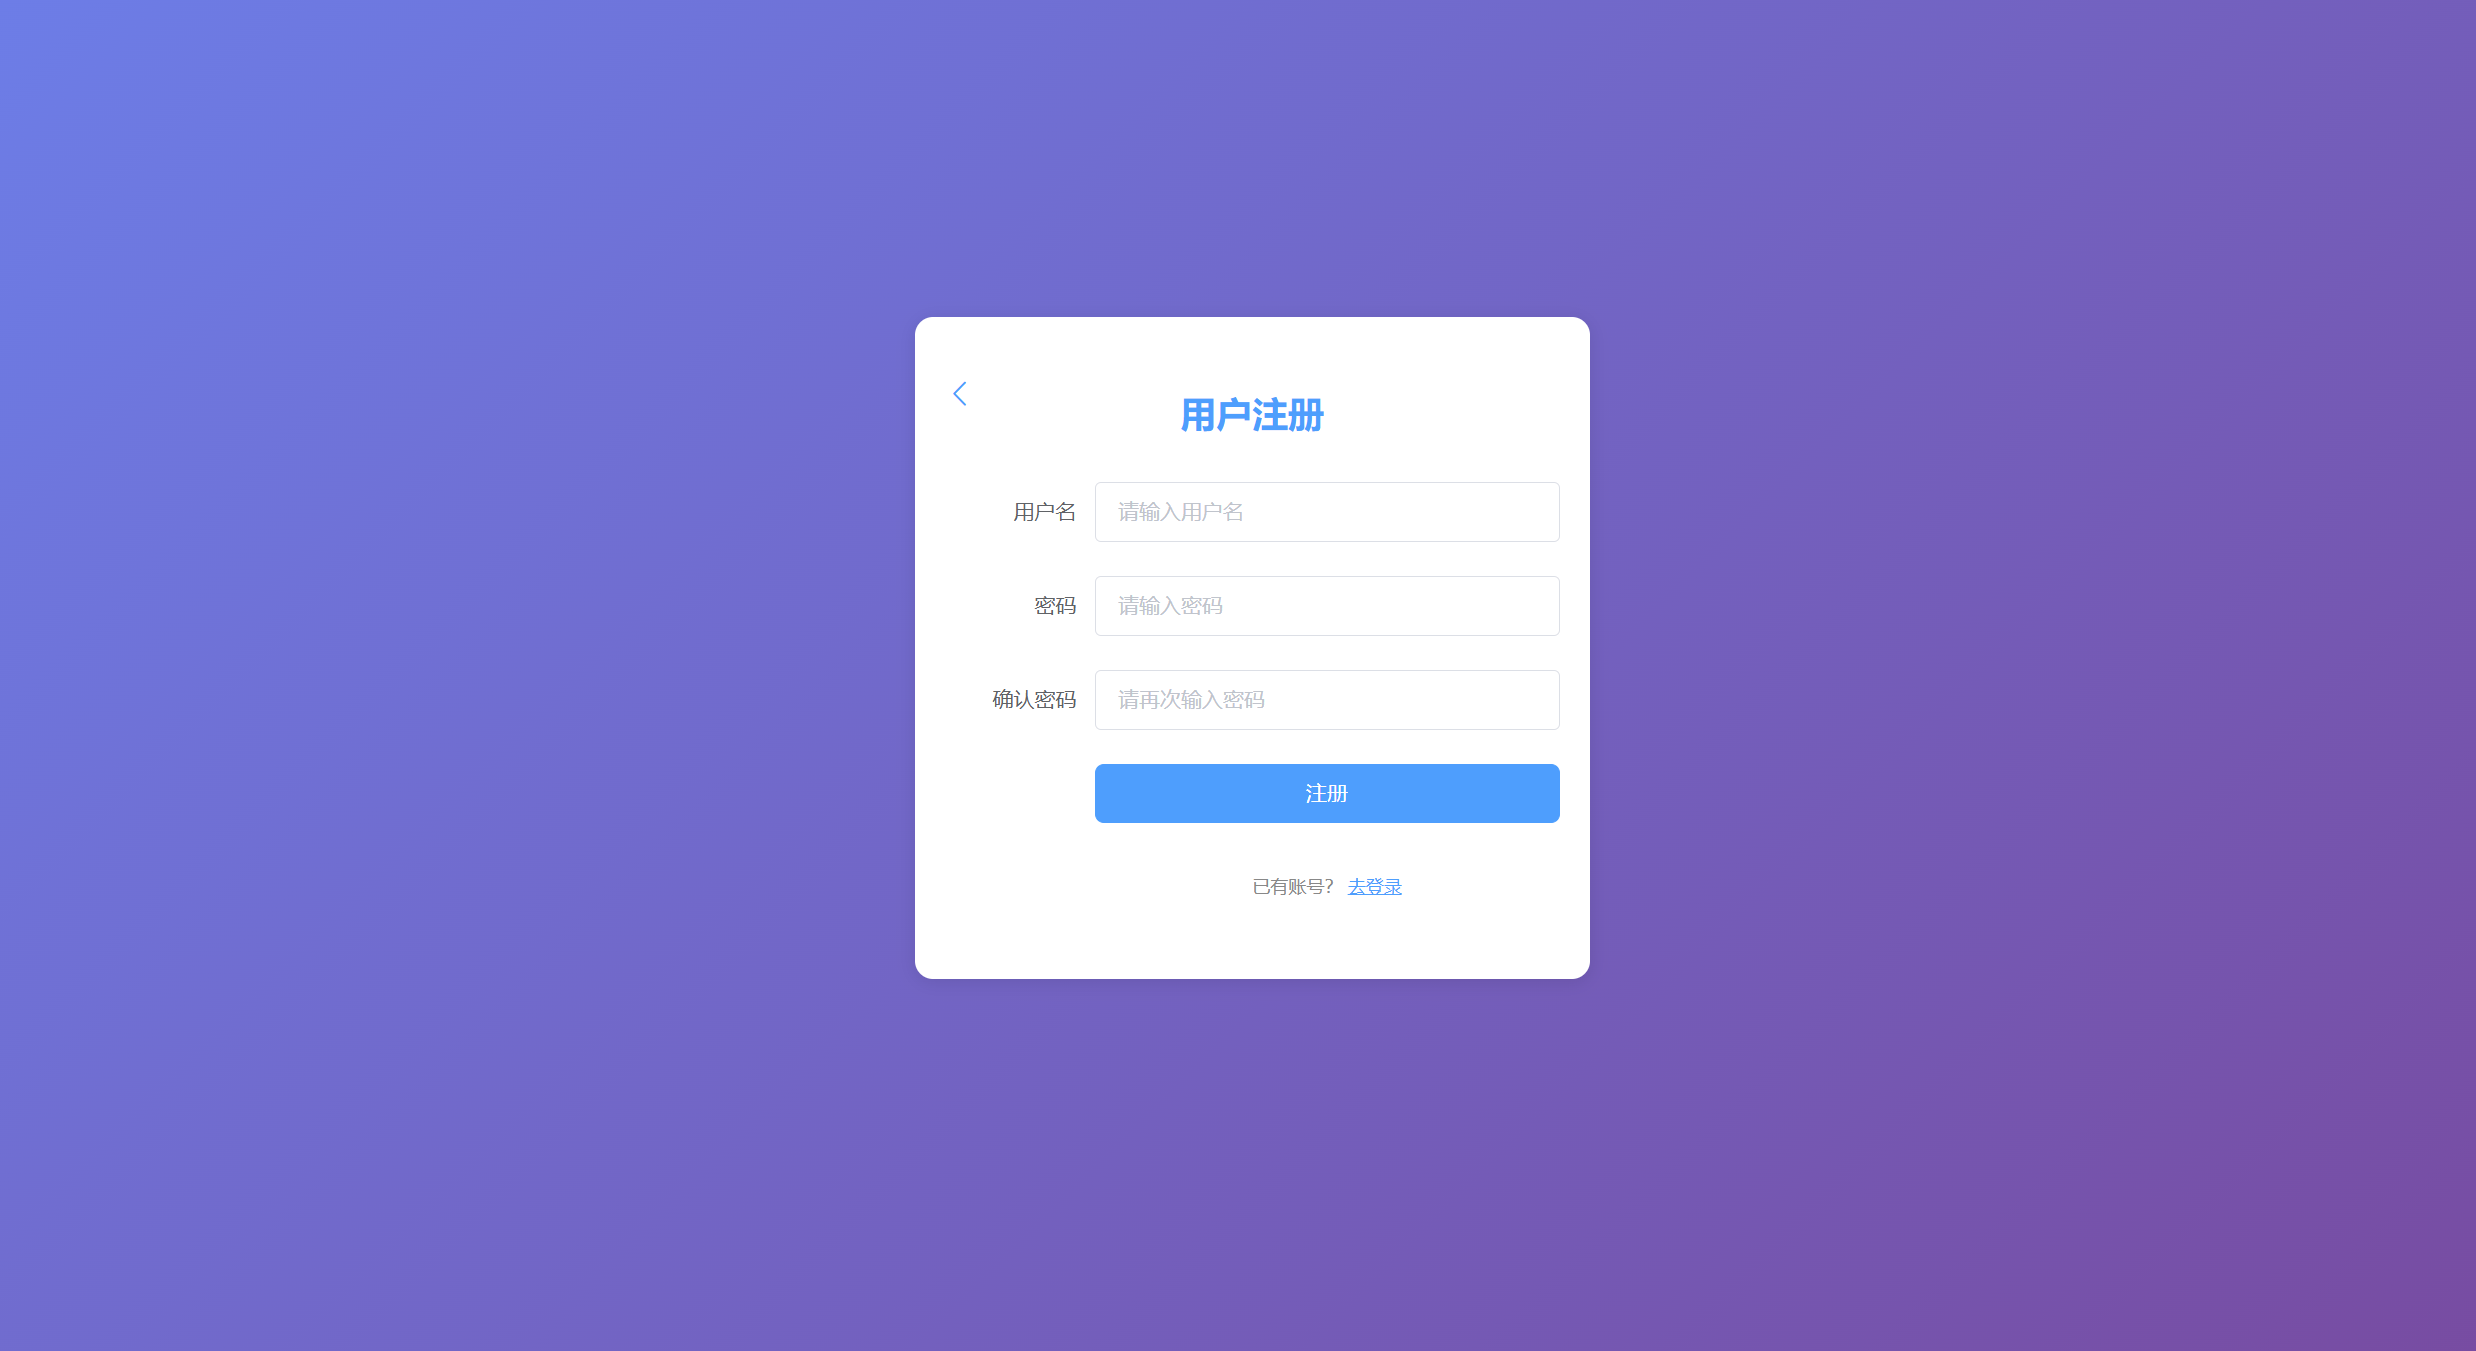 用户注册
用户名 请输入用户名
密码 请输入密码
确认密码 请再次输入密码
注册
已有账号? 去登录